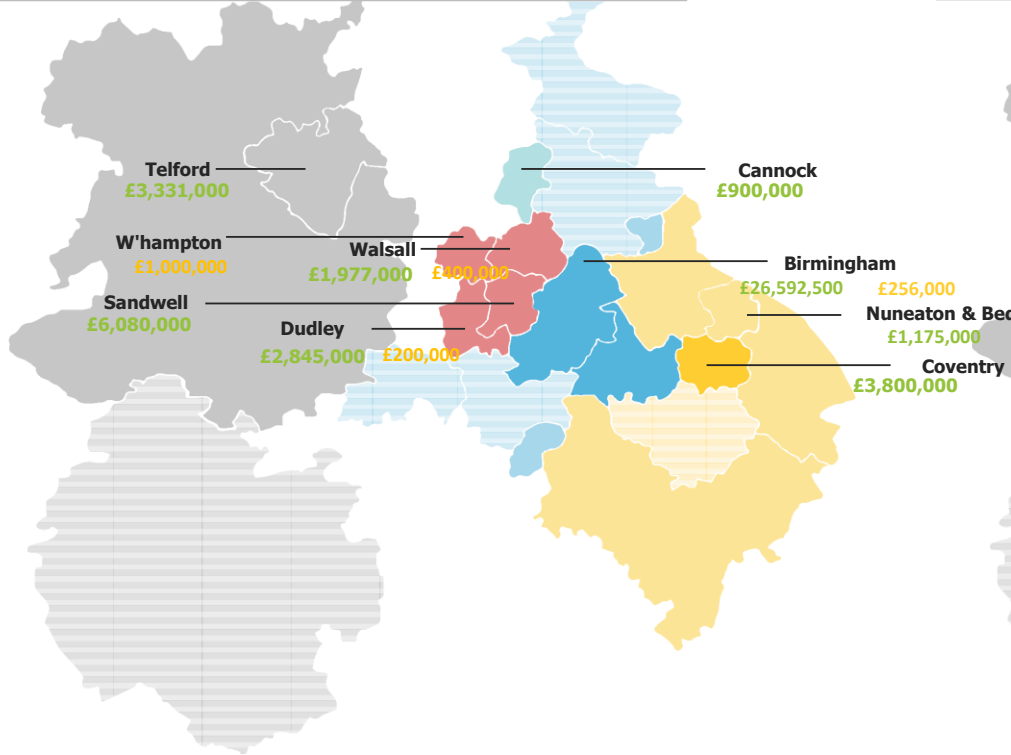 Telford
£3,331,000
Cannock
£900,000
W'hampton
£1,000,000
Walsall
£1,977,000 £400,000
Birmingham
£26,592,500 £256,000
Sandwell
£6,080,000
Nuneaton & Bed
£1,175,000
Dudley
£2,845,000 £200,000
Coventry
£3,800,000